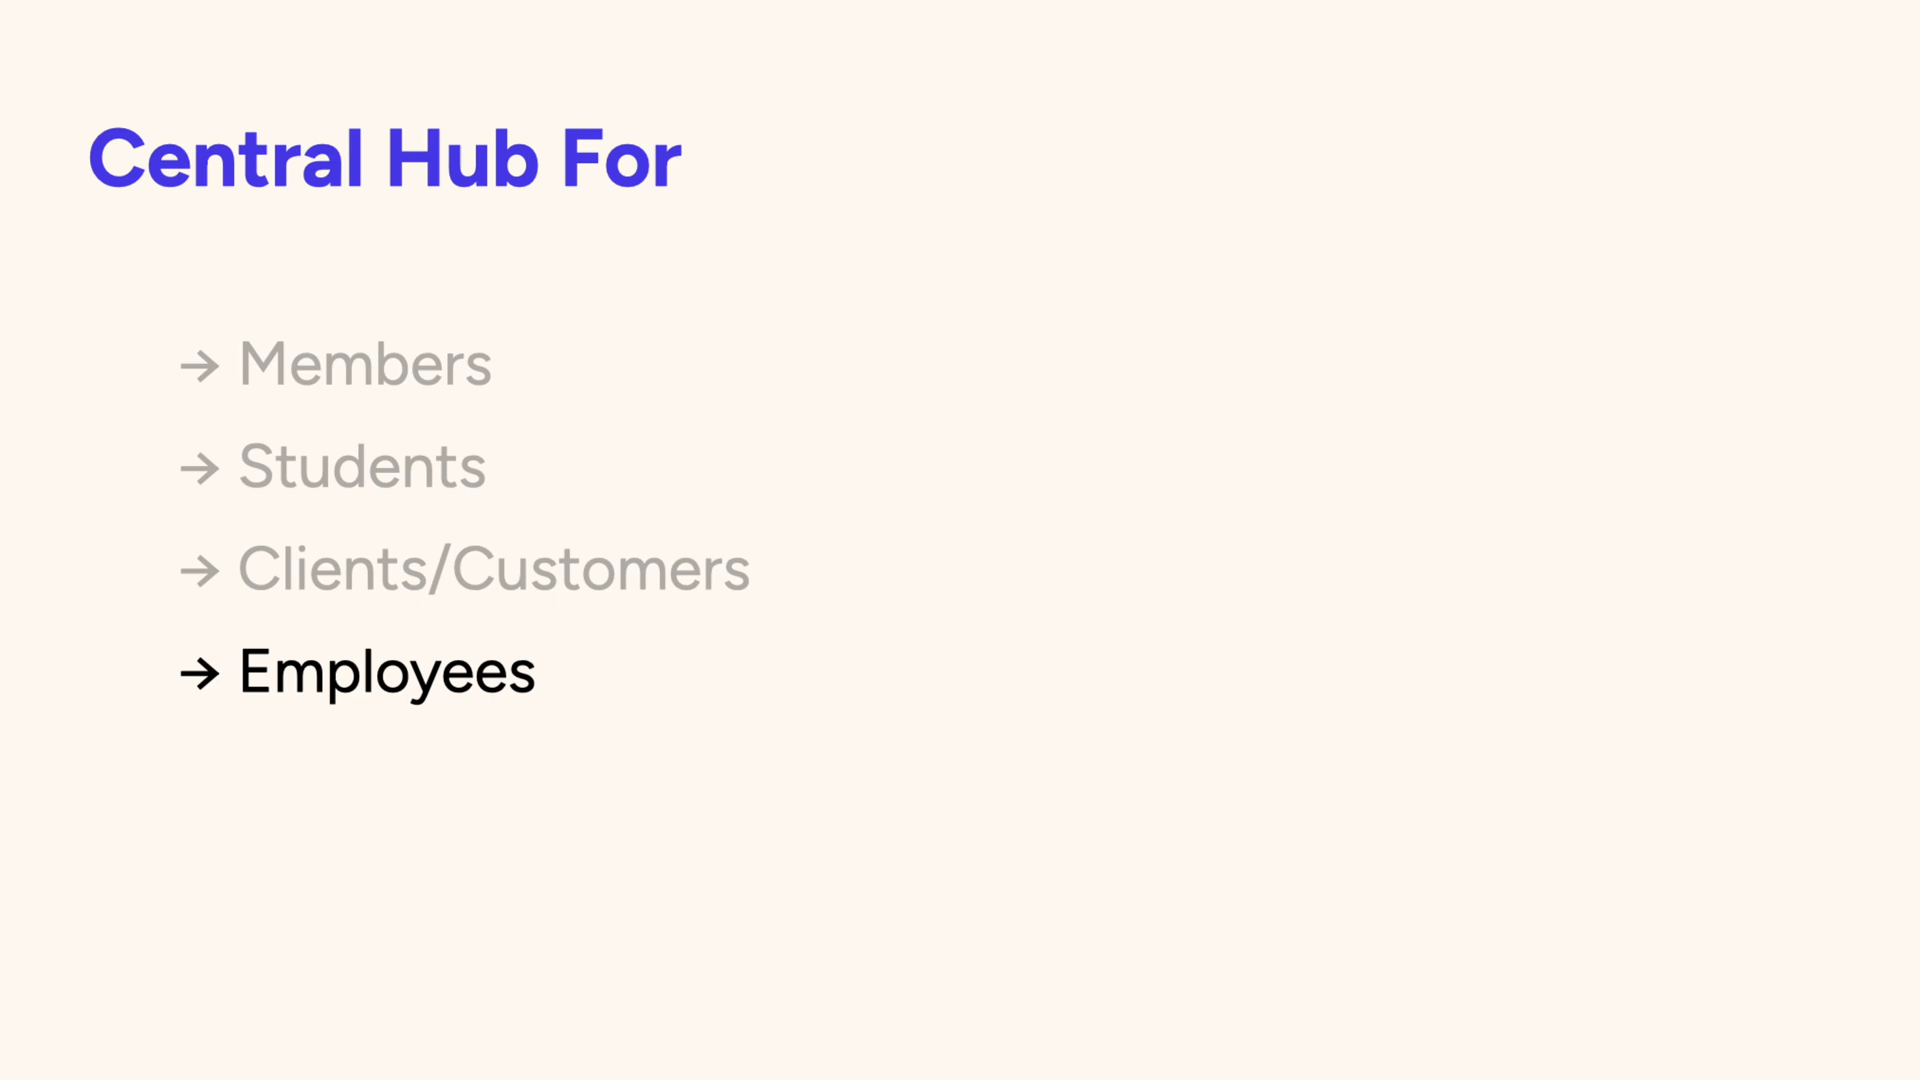 Central Hub For
→ Members
→ Students
→ Clients/Customers
→ Employees